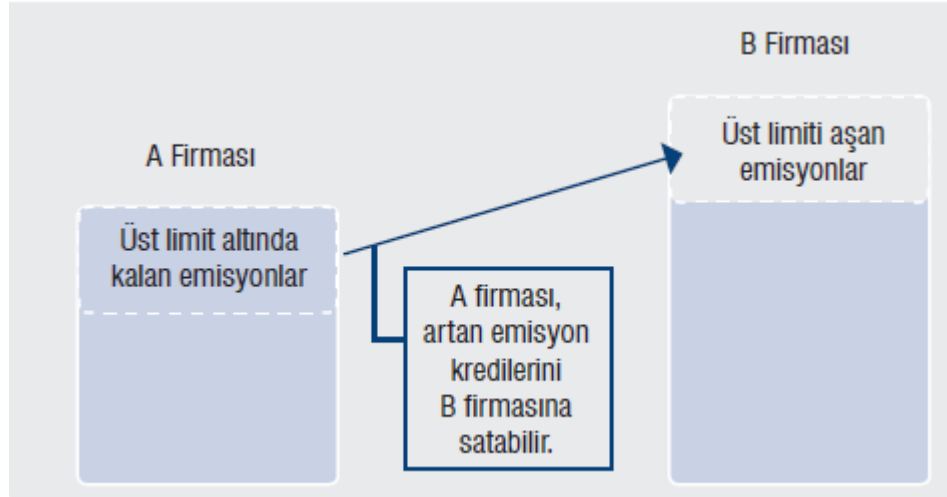 A Firması
Üst limit altında
kalan emisyonlar
A firması,
artan emisyon
kredilerini
B firmasına
satabilir.
B Firması
Üst limiti aşan
emisyonlar